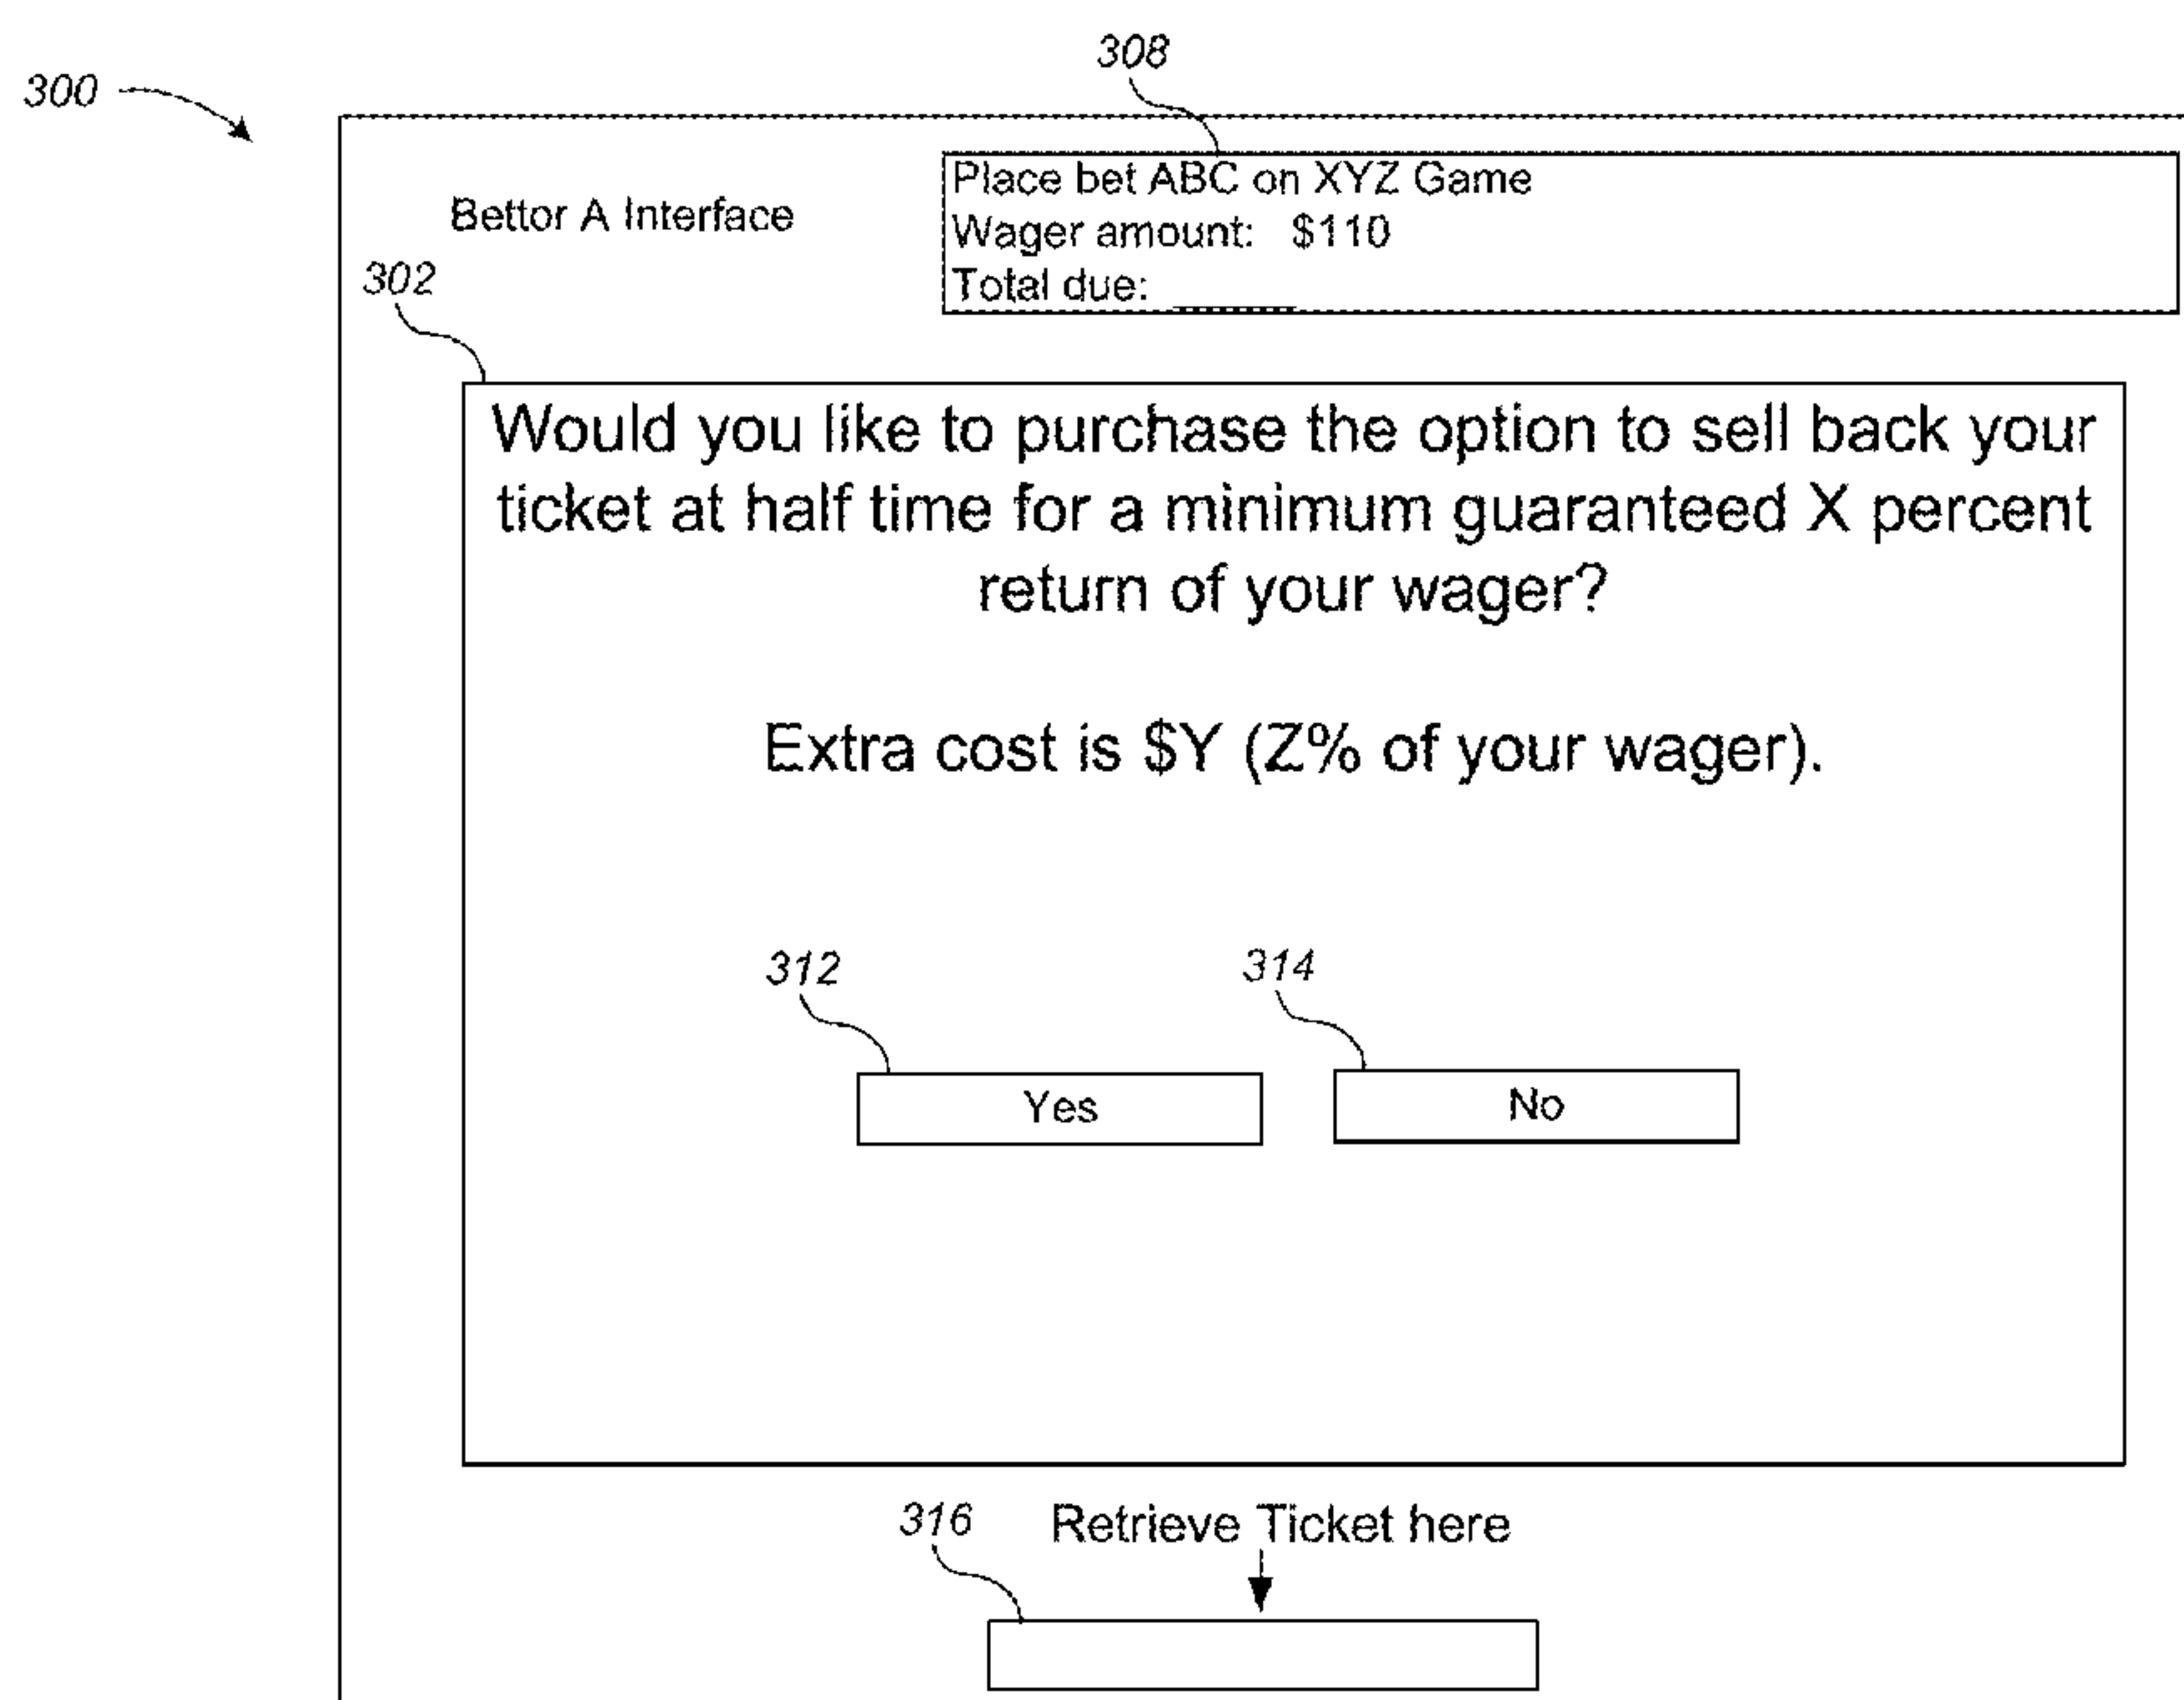 308
300
Place bet ABC on XYZ Game
Bettor A Interface
Wager amount: $110
302
Total due: ______
Would you like to purchase the option to sell back your
ticket at half time for a minimum guaranteed X percent
return of your wager?
Extra cost is $Y (Z% of your wager).
312
314
Yes
No
316
Retrieve Ticket here